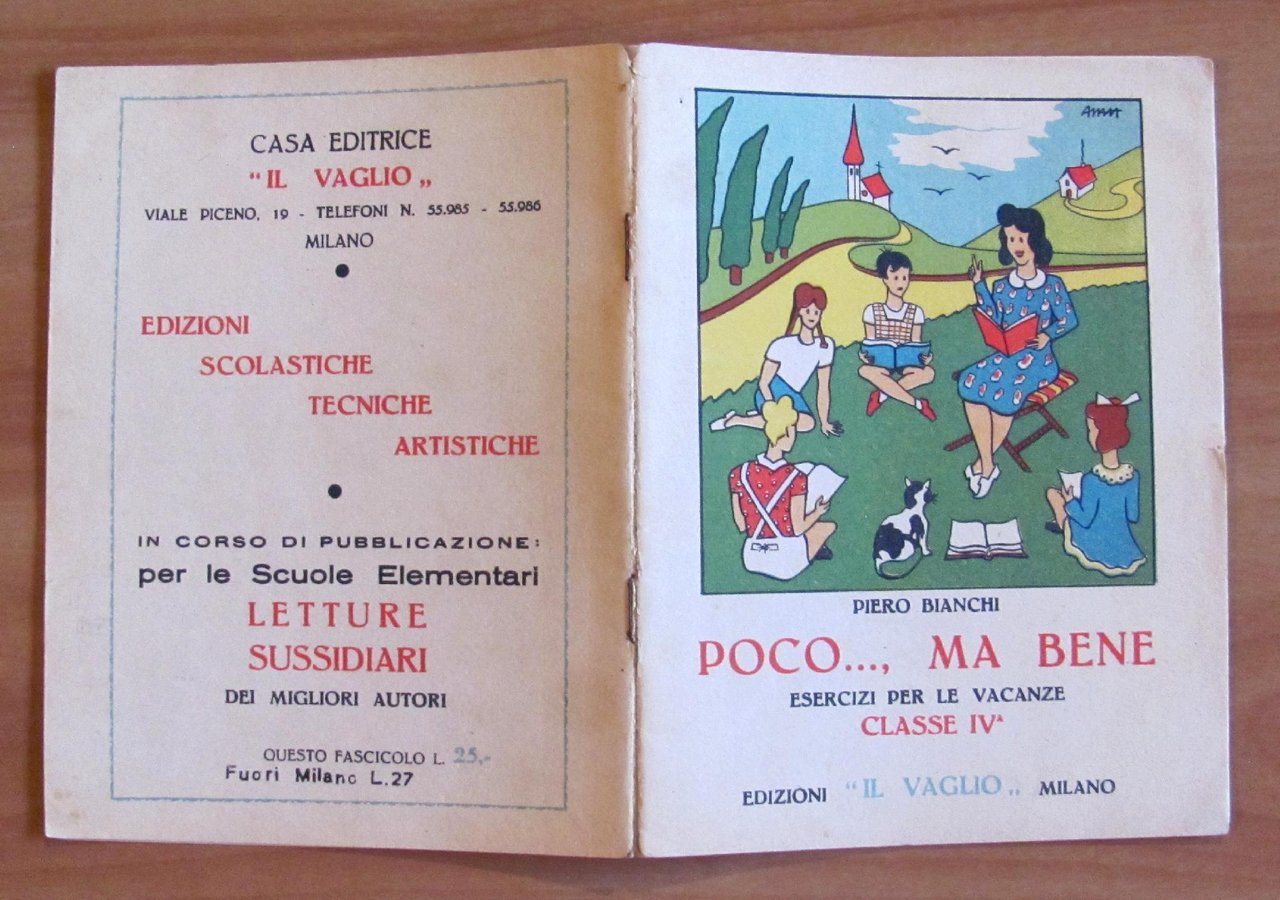 CASA EDITRICE
“ IL VAGLIO „
VIALE PICENO, 19 - TELEFONI N. 55.985 - 55.986
MILANO
EDIZIONI
SCOLASTICHE
TECNICHE
ARTISTICHE
IN CORSO DI PUBBLICAZIONE:
per le Scuole Elementari
LETTURE
SUSSIDIARI
DEI MIGLIORI AUTORI
QUESTO FASCICOLO L. 25,-
Fuori Milano L.27
PIERO BIANCHI
POCO..., MA BENE
ESERCIZI PER LE VACANZE
CLASSE IVª
EDIZIONI “ IL VAGLIO „ MILANO